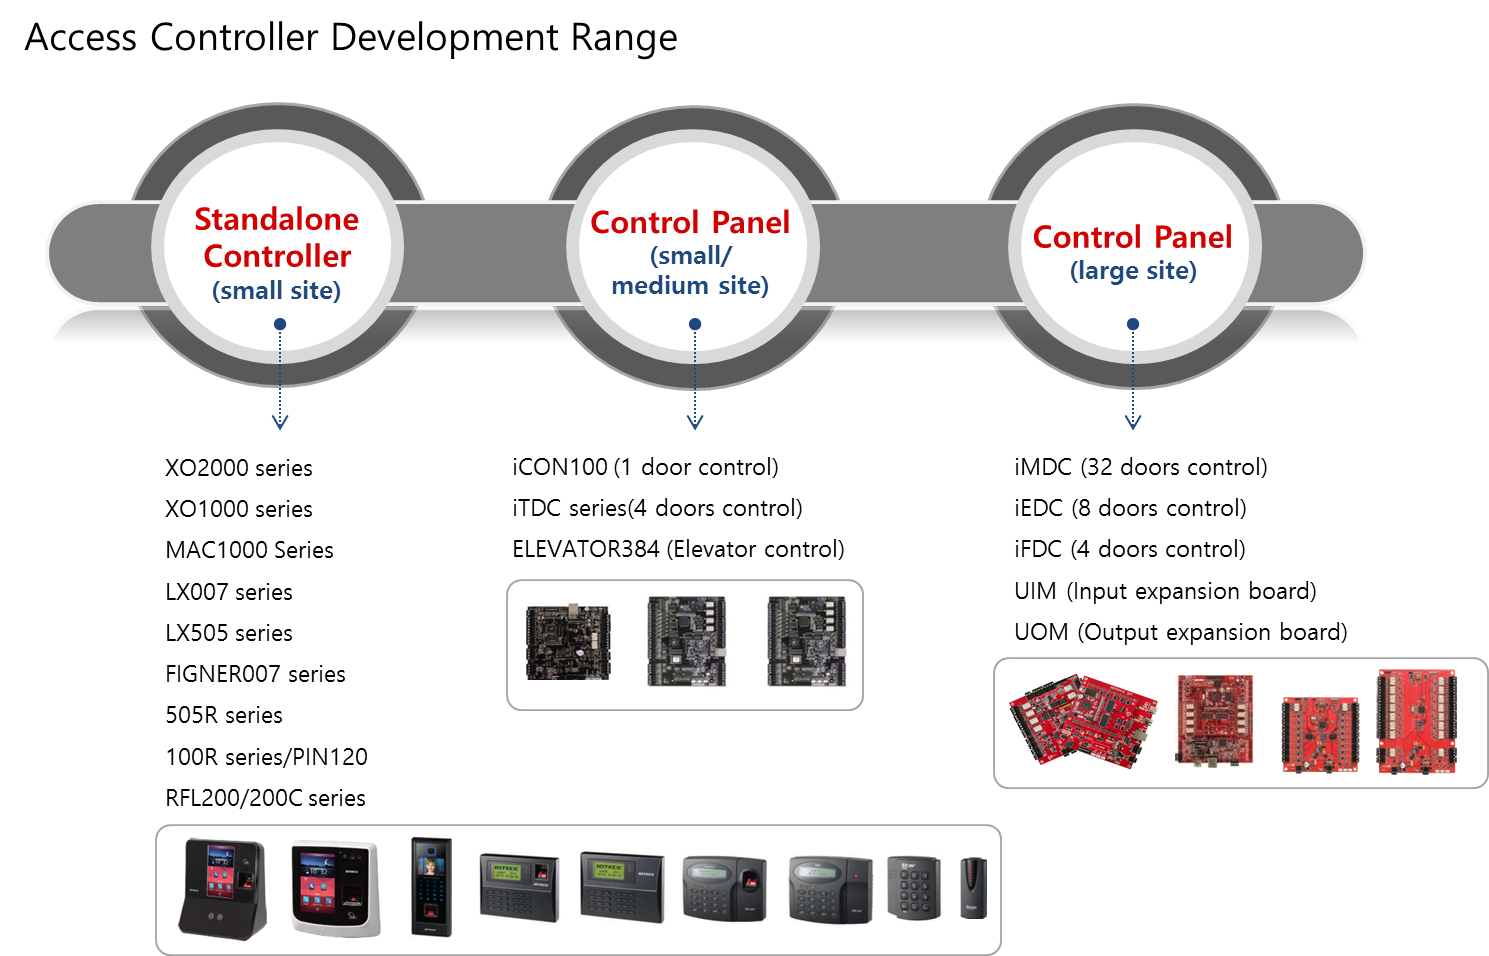 Access Controller Development Range
Standalone
Controller
(small site)
Control Panel
(small/
medium site)
Control Panel
(large site)
XO2000 series
XO1000 series
MAC1000 Series
LX007 series
LX505 series
FIGNER007 series
505R series
100R series/PIN120
RFL200/200C series
iCON100 (1 door control)
iTDC series(4 doors control)
ELEVATOR384 (Elevator control)
iMDC (32 doors control)
iEDC (8 doors control)
iFDC (4 doors control)
UIM (Input expansion board)
UOM (Output expansion board)